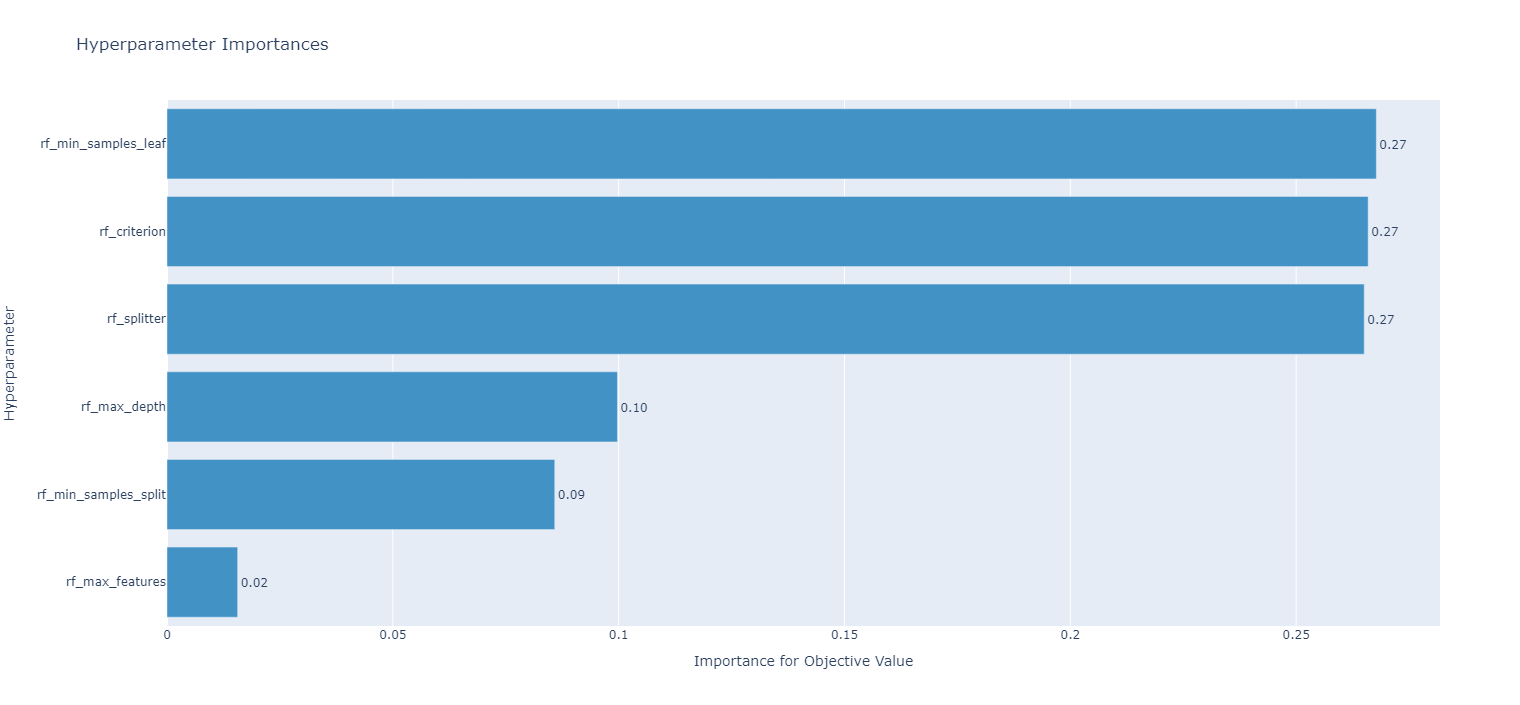 Hyperparameter Importances
rf_min_samples_leaf
0.27
rf_criterion
0.27
rf_splitter
0.27
rf_max_depth
0.10
rf_min_samples_split
0.09
rf_max_features
0.02
0
0.05
0.1
0.15
0.2
0.25
Importance for Objective Value
Hyperparameter